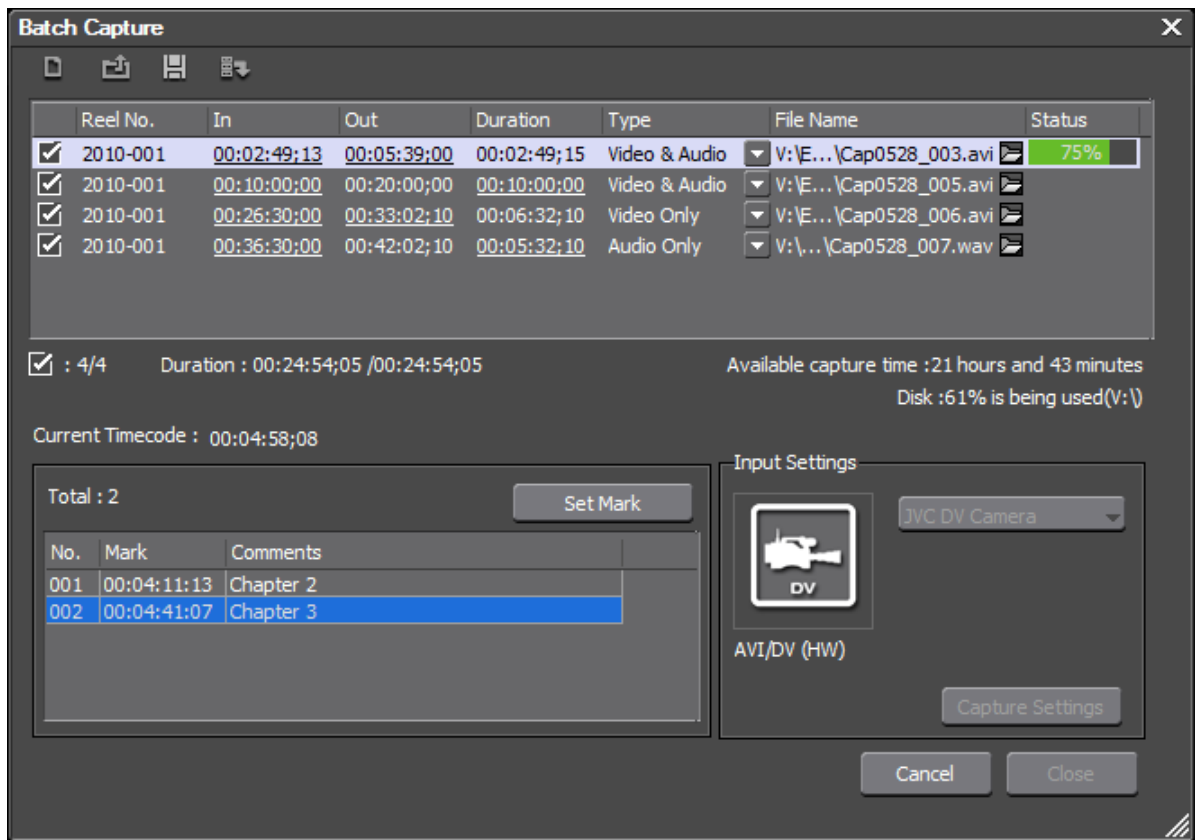 Batch Capture
Reel No. In Out Duration Type File Name Status
2010-001 00:02:49;13 00:05:39;00 00:02:49;15 Video & Audio V:\E...\Cap0528_003.avi 75%
2010-001 00:10:00;00 00:20:00;00 00:10:00;00 Video & Audio V:\E...\Cap0528_005.avi
2010-001 00:26:30;00 00:33:02;10 00:06:32;10 Video Only V:\E...\Cap0528_006.avi
2010-001 00:36:30;00 00:42:02;10 00:05:32;10 Audio Only V:\...\Cap0528_007.wav
: 4/4 Duration : 00:24:54;05 /00:24:54;05 Available capture time :21 hours and 43 minutes
Disk :61% is being used(V:\)
Current Timecode : 00:04:58;08
Input Settings
Total : 2 Set Mark
JVC DV Camera
No. Mark Comments
001 00:04:11:13 Chapter 2
002 00:04:41:07 Chapter 3
DV
AVI/DV (HW)
Capture Settings
Cancel Close